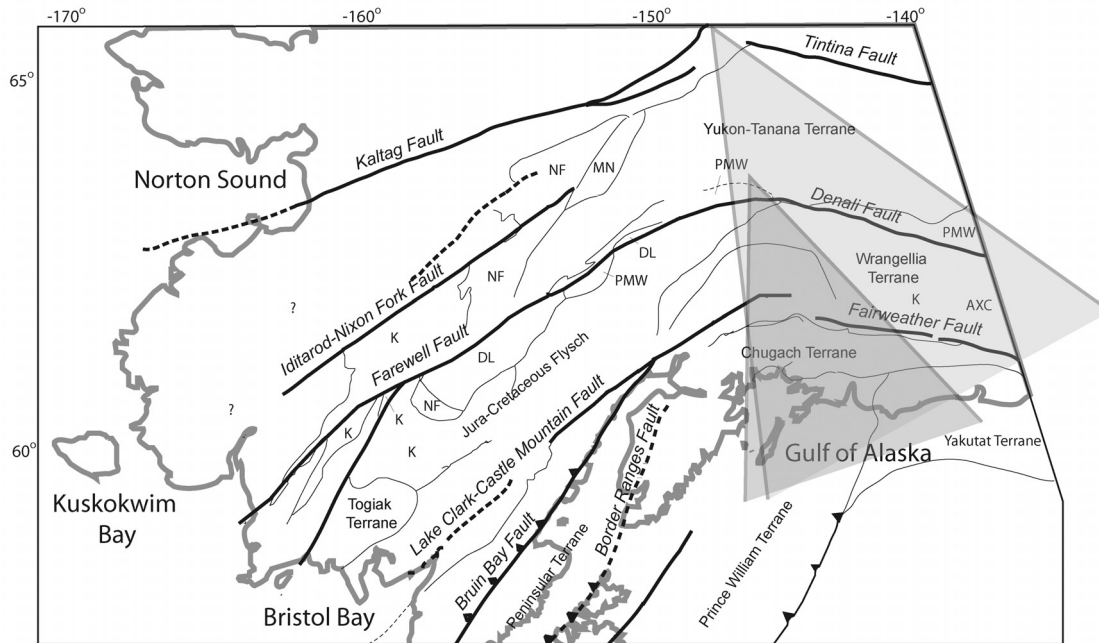 -170°
-160°
-150°
-140°
65°
Tintina Fault
Yukon-Tanana Terrane
Kaltag Fault
PMW
NF
MN
Norton Sound
Denali Fault
PMW
DL
Wrangellia
Terrane
PMW
NF
K
AXC
?
Iditarod-Nixon Fork Fault
K
Fairweather Fault
Farewell Fault
DL
Chugach Terrane
Jura-Cretaceous Flysch
NF
?
K
K
K
60°
Lake Clark-Castle Mountain Fault
Border Ranges Fault
Gulf of Alaska
Yakutat Terrane
Kuskokwim
Bay
Togiak
Terrane
Bruin Bay Fault
Peninsular Terrane
Prince William Terrane
Bristol Bay